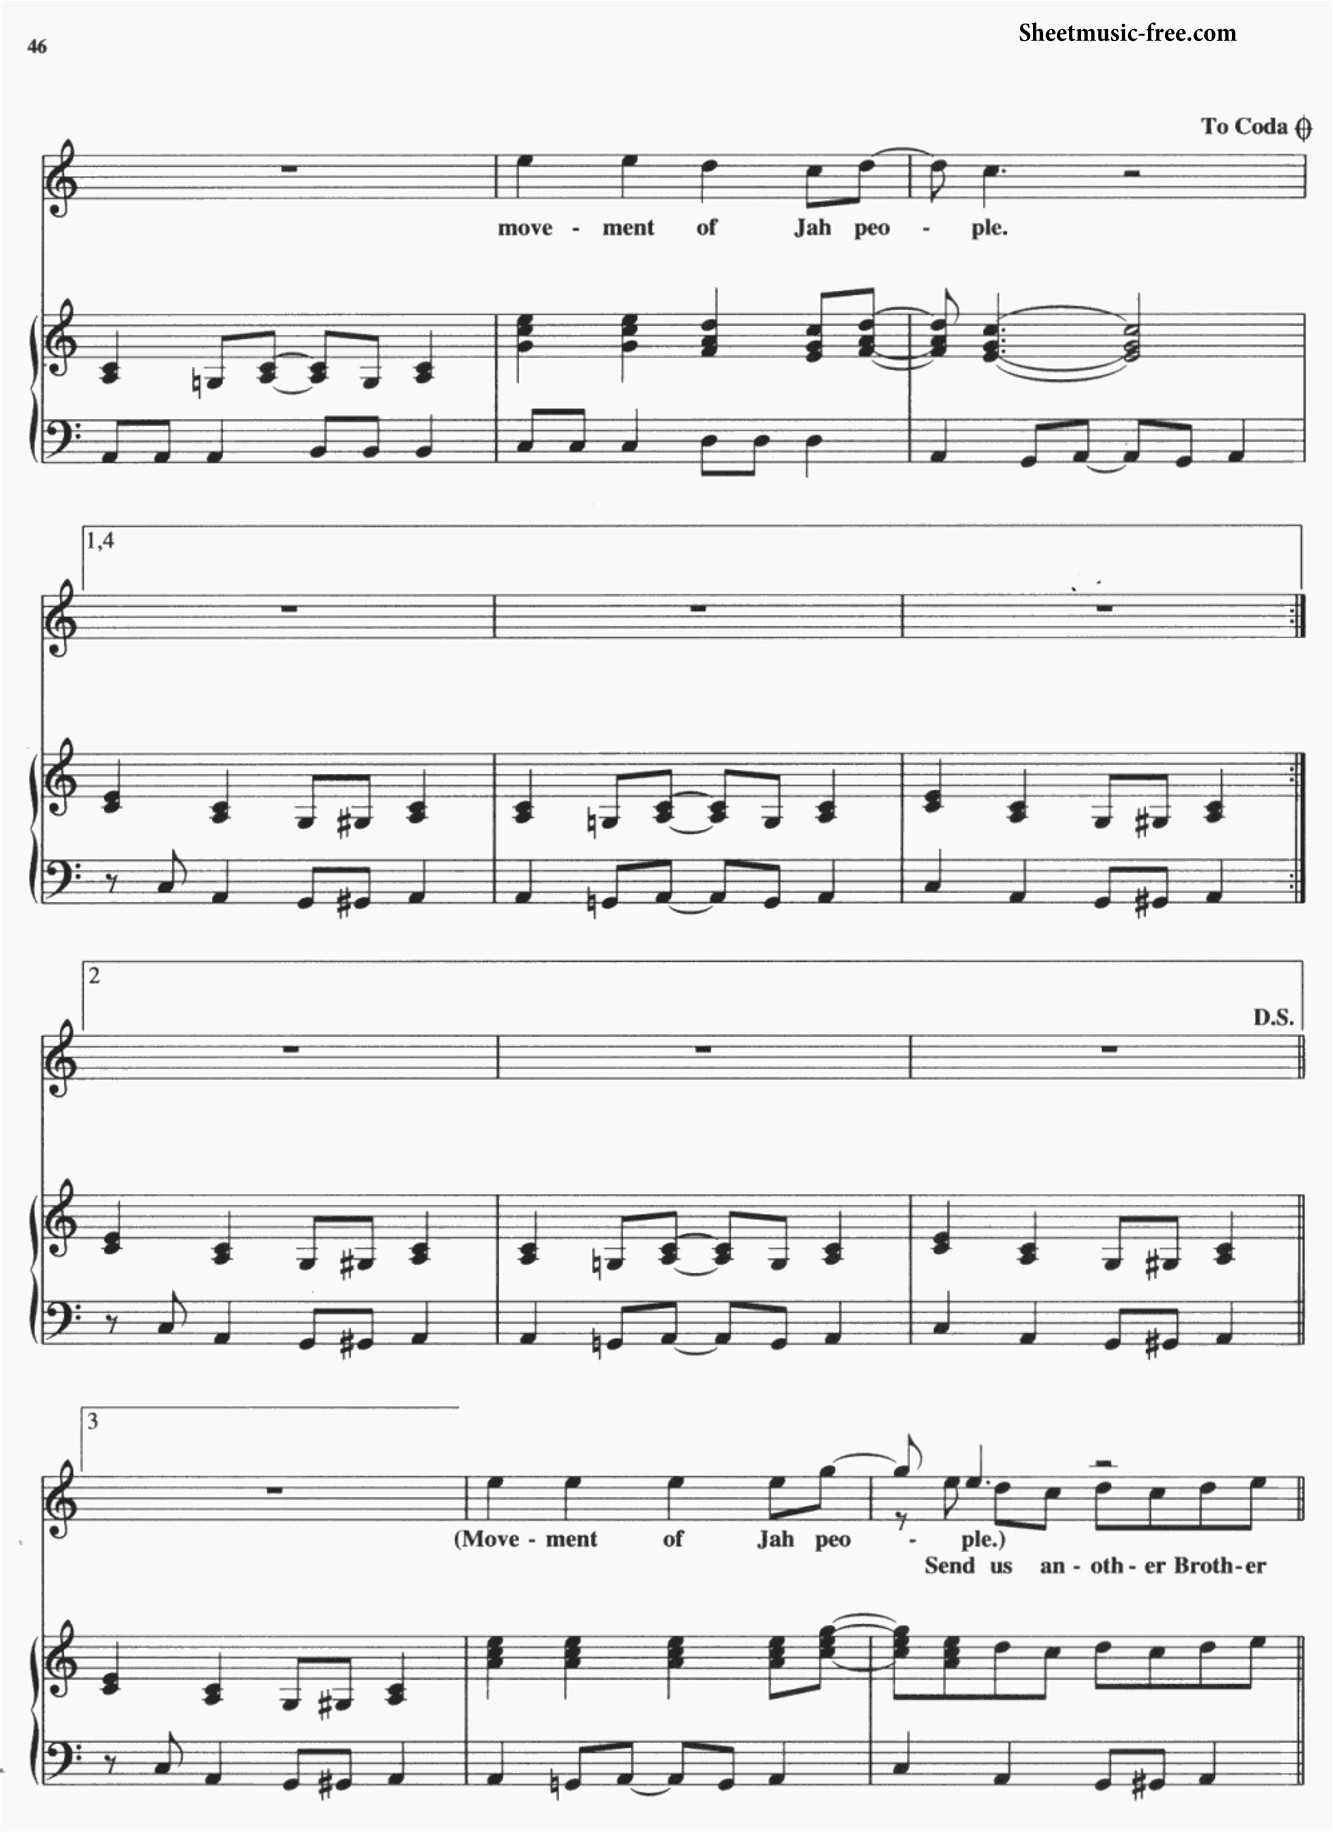 Sheetmusic-free.com
46
To Coda
move - ment of Jah peo - ple.
1,4
2
D.S.
3
(Move - ment of Jah peo - ple.)
Send us an - oth - er Broth - er